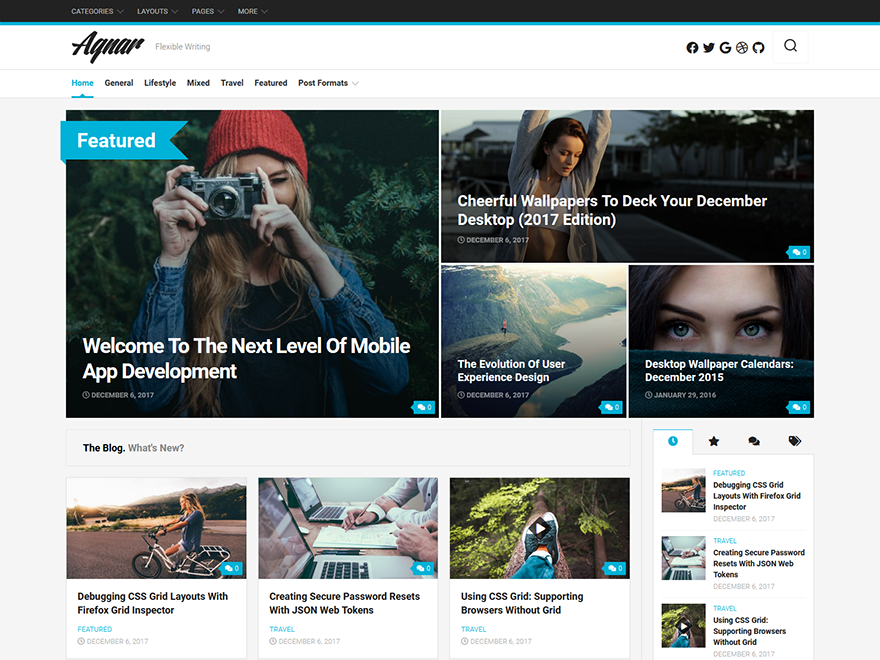 CATEGORIES LAYOUTS PAGES MORE
Agnar Flexible Writing
Home General Lifestyle Mixed Travel Featured Post Formats
Featured
Welcome To The Next Level Of Mobile
App Development
DECEMBER 6, 2017
0
Cheerful Wallpapers To Deck Your December
Desktop (2017 Edition)
DECEMBER 6, 2017
0
The Evolution Of User
Experience Design
DECEMBER 6, 2017
0
Desktop Wallpaper Calendars:
December 2015
JANUARY 29, 2016
0
The Blog. What's New?
0
Debugging CSS Grid Layouts With
Firefox Grid Inspector
FEATURED
DECEMBER 6, 2017
0
Creating Secure Password Resets
With JSON Web Tokens
TRAVEL
DECEMBER 6, 2017
0
Using CSS Grid: Supporting
Browsers Without Grid
TRAVEL
DECEMBER 6, 2017
FEATURED
Debugging CSS Grid
Layouts With Firefox Grid
Inspector
DECEMBER 6, 2017
TRAVEL
Creating Secure Password
Resets With JSON Web
Tokens
DECEMBER 6, 2017
TRAVEL
Using CSS Grid:
Supporting Browsers
Without Grid
DECEMBER 6, 2017